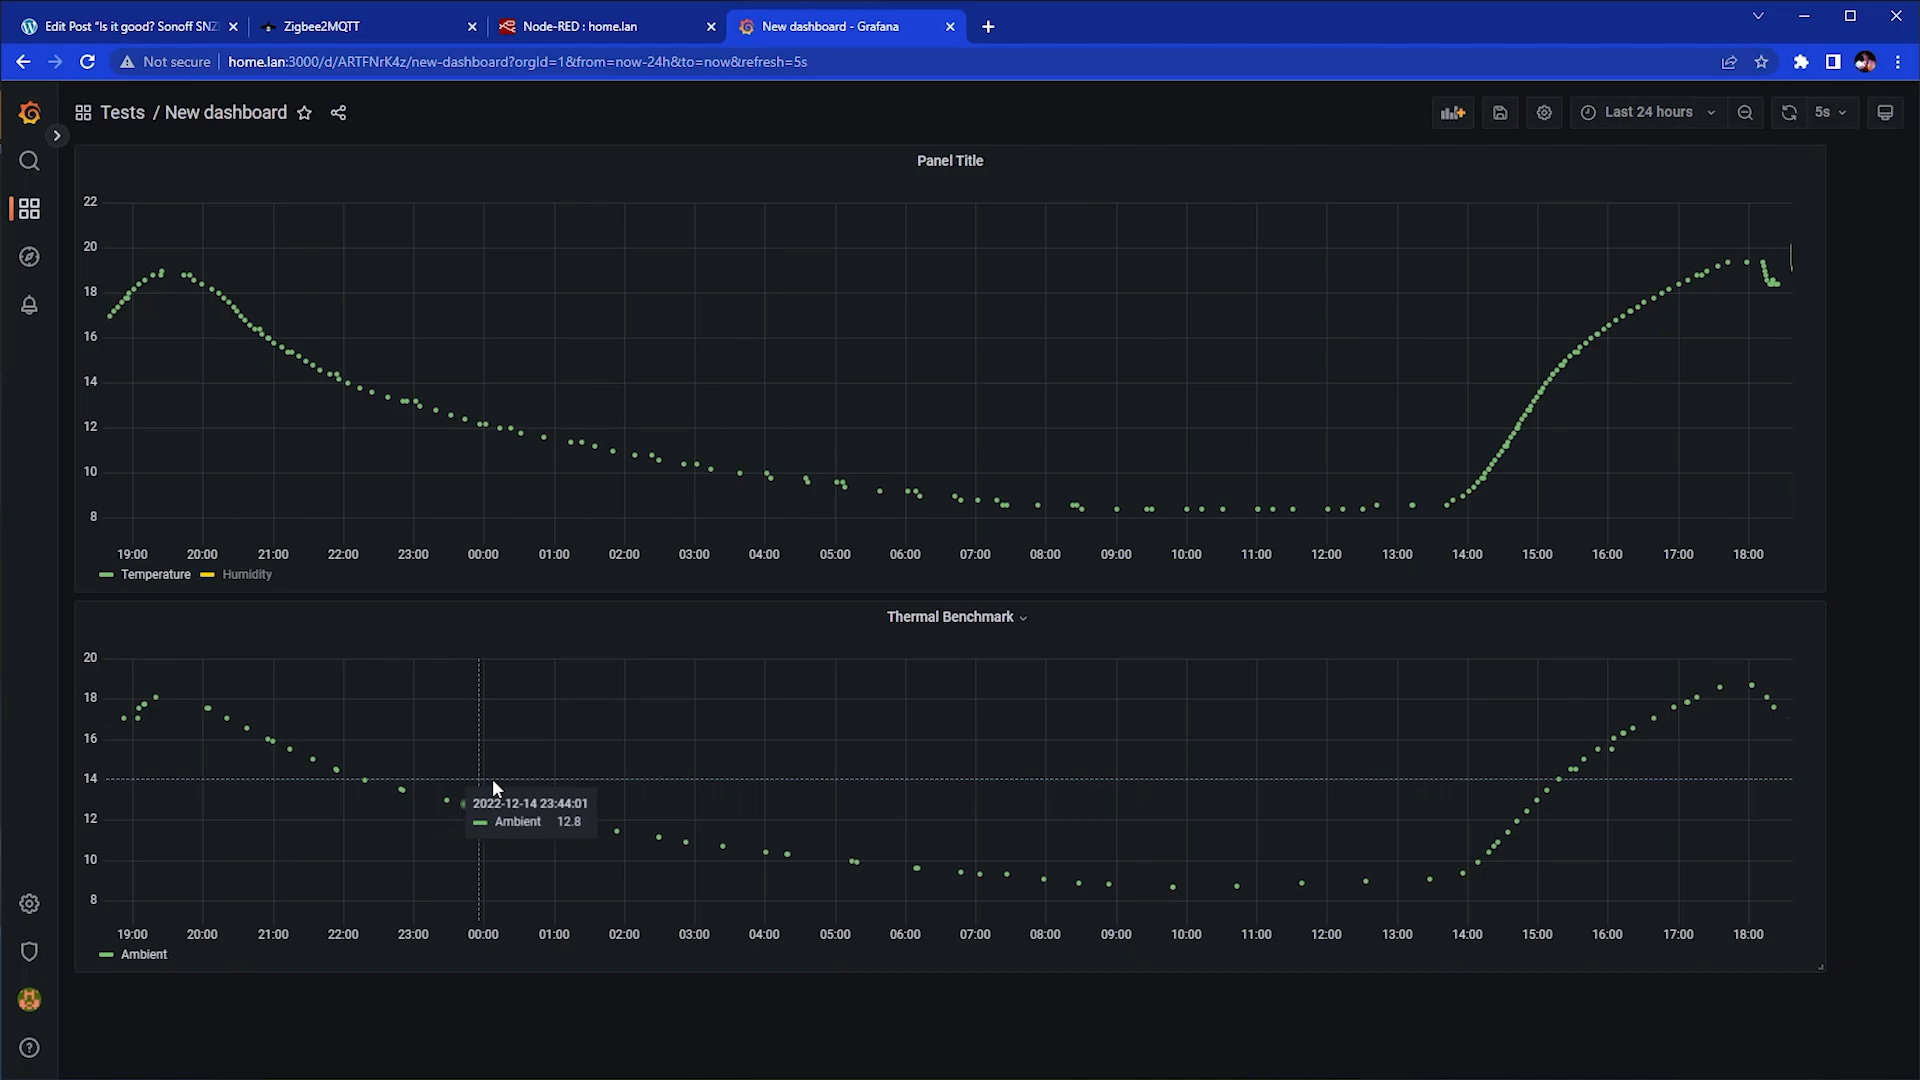 Edit Post "Is it good? Sonoff SNZ
Zigbee2MQTT
Node-RED : home.lan
New dashboard - Grafana
Not secure
home.lan:3000/d/ARTFNrK4z/new-dashboard?orgId=1&from=now-24h&to=now&refresh=5s
Tests / New dashboard
Last 24 hours
5s
Panel Title
22
20
18
16
14
12
10
8
19:00 20:00 21:00 22:00 23:00 00:00 01:00 02:00 03:00 04:00 05:00 06:00 07:00 08:00 09:00 10:00 11:00 12:00 13:00 14:00 15:00 16:00 17:00 18:00
Temperature Humidity
Thermal Benchmark
20
18
16
14
12
10
8
2022-12-14 23:44:01
Ambient 12.8
19:00 20:00 21:00 22:00 23:00 00:00 01:00 02:00 03:00 04:00 05:00 06:00 07:00 08:00 09:00 10:00 11:00 12:00 13:00 14:00 15:00 16:00 17:00 18:00
Ambient